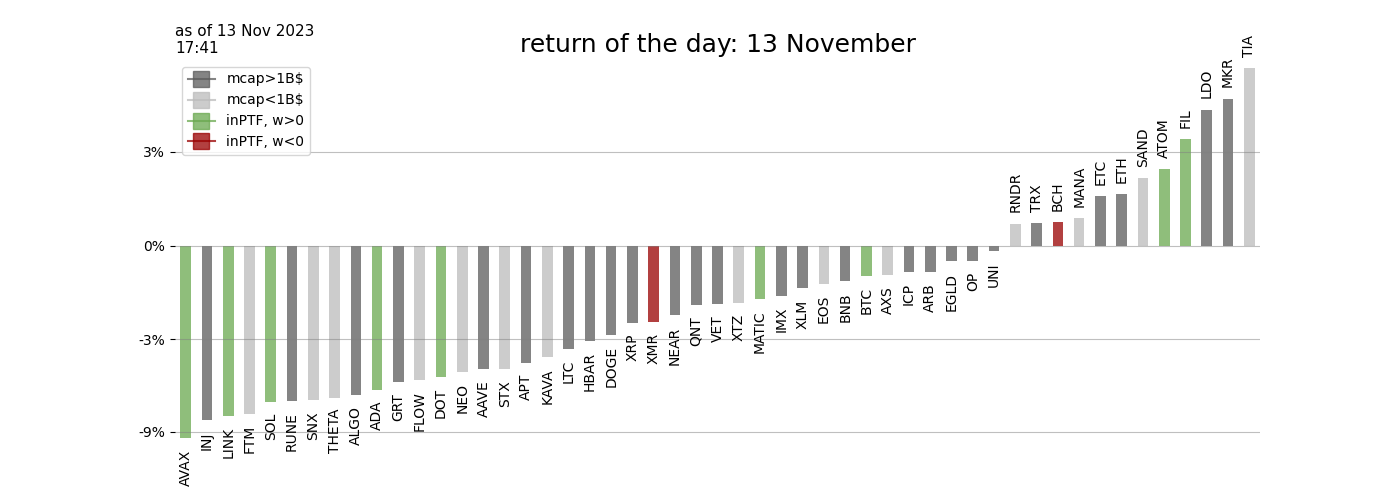 as of 13 Nov 2023
17:41
return of the day: 13 November
mcap>1B$
mcap<1B$
inPTF, w>0
inPTF, w<0
3%
0%
-3%
-9%
AVAX
INJ
LINK
FTM
SOL
RUNE
SNX
THETA
ALGO
ADA
GRT
FLOW
DOT
NEO
AAVE
STX
APT
KAVA
LTC
HBAR
DOGE
XRP
XMR
NEAR
QNT
VET
XTZ
MATIC
IMX
XLM
EOS
BNB
BTC
AXS
ICP
ARB
EGLD
OP
UNI
RNDR
TRX
BCH
MANA
ETC
ETH
SAND
ATOM
FIL
LDO
MKR
TIA